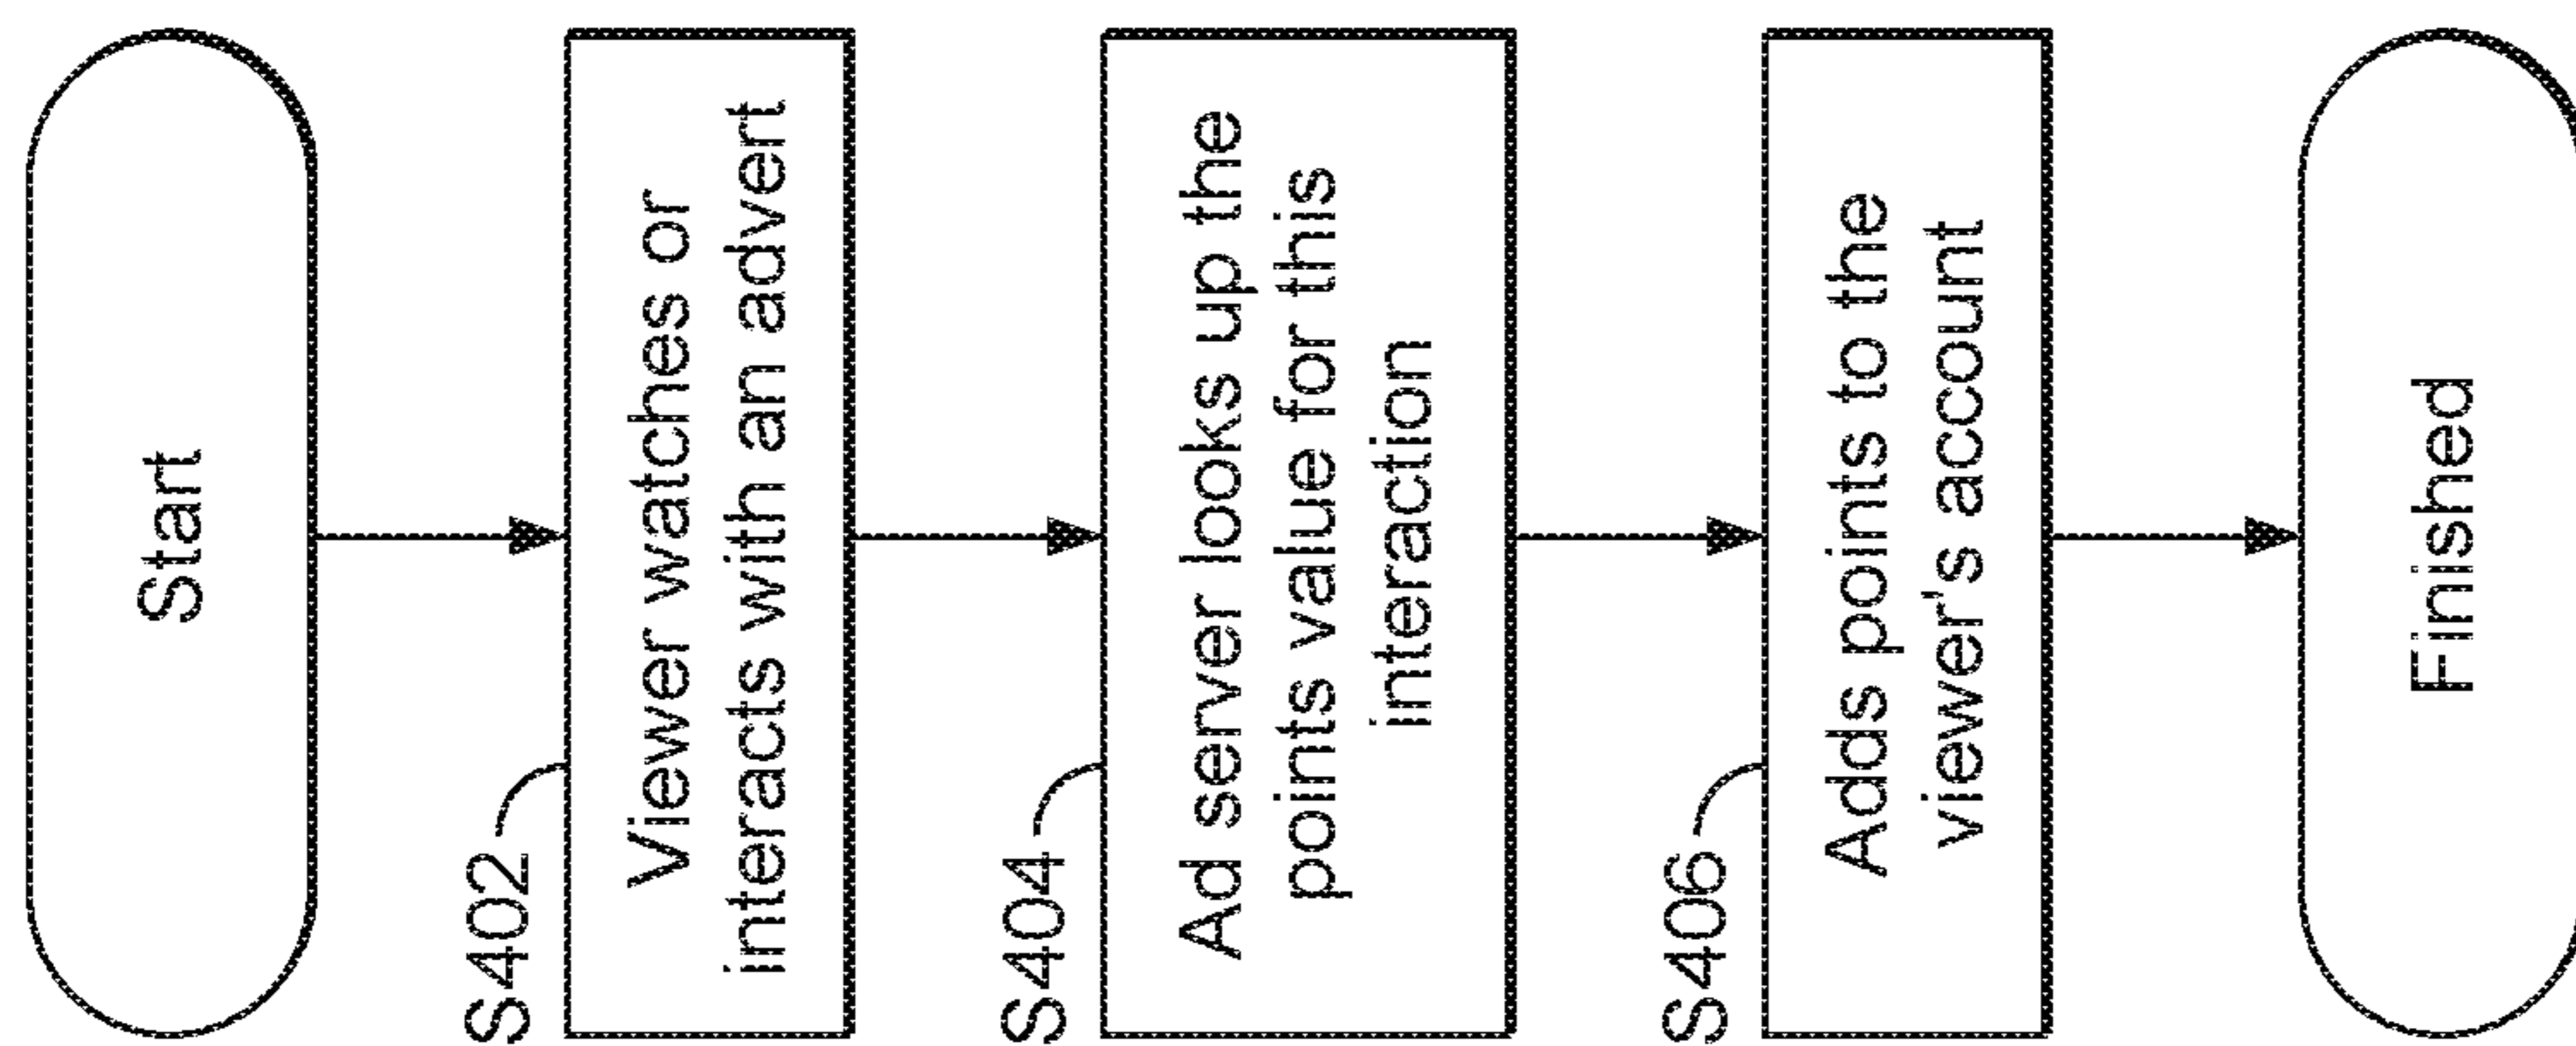 Start
S402
Viewer watches or
interacts with an advert
S404
Ad server looks up the
points value for this
interaction
S406
Adds points to the
viewer's account
Finished